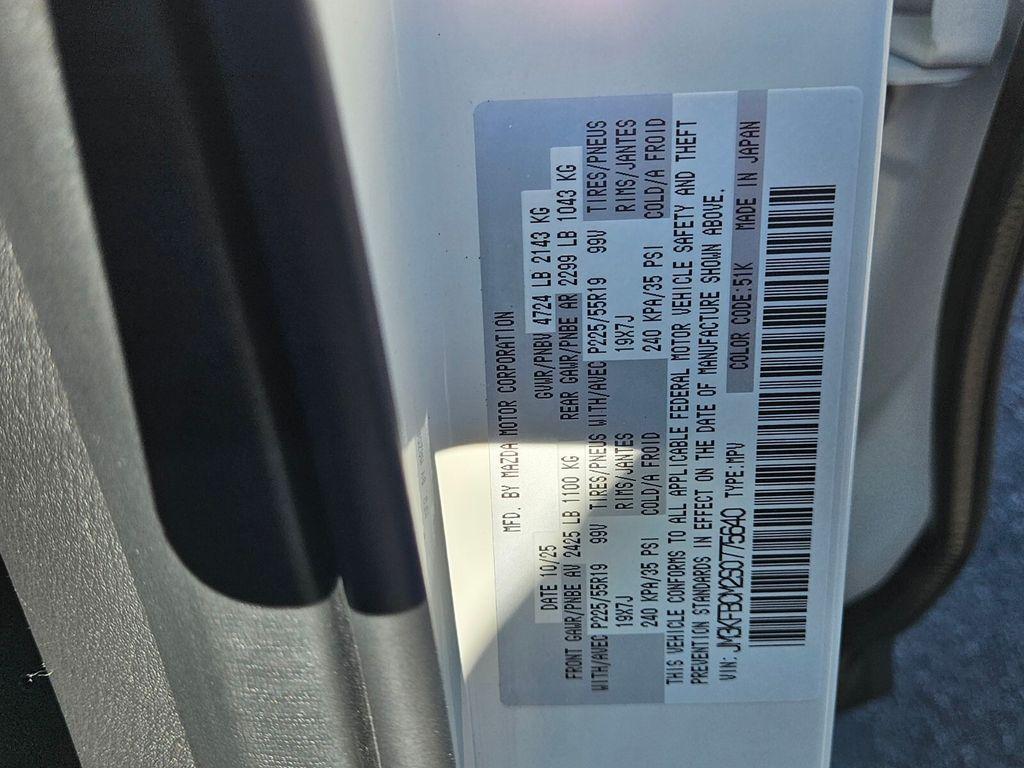 MFD. BY MAZDA MOTOR CORPORATION
DATE 10/25 GVWR/PNBV 4724 LB 2143 KG
FRONT GAWR/PNBE AV 2425 LB 1100 KG REAR GAWR/PNBE AR 2299 LB 1043 KG
WITH/AVEC P225/55R19 99V TIRES/PNEUS WITH/AVEC P225/55R19 99V TIRES/PNEUS
19X7J RIMS/JANTES 19X7J RIMS/JANTES
240 KPA/35 PSI COLD/A FROID 240 KPA/35 PSI COLD/A FROID
THIS VEHICLE CONFORMS TO ALL APPLICABLE FEDERAL MOTOR VEHICLE SAFETY AND THEFT
PREVENTION STANDARDS IN EFFECT ON THE DATE OF MANUFACTURE SHOWN ABOVE.
VIN: JM3KFBCM2S0775640 TYPE:MPV COLOR CODE:51K MADE IN JAPAN